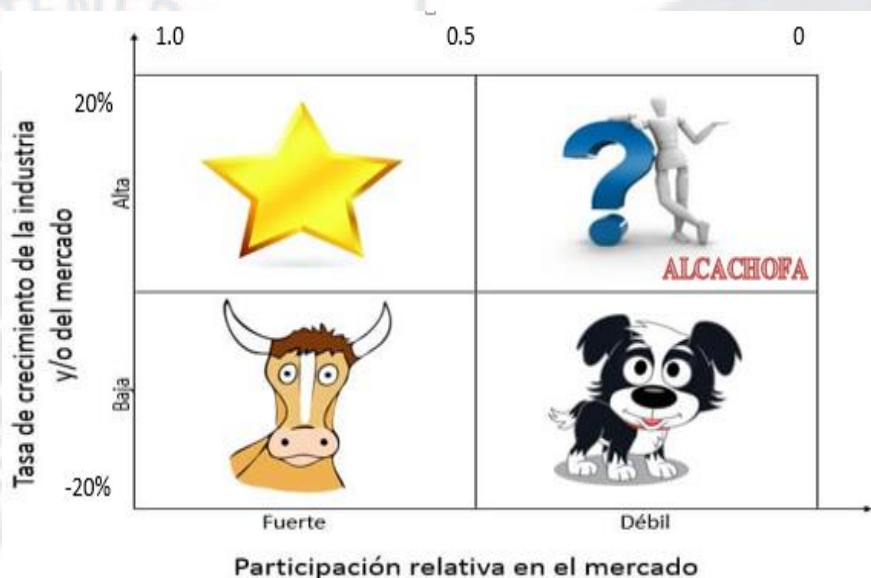 1.0 0.5 0
20%
Alta
Tasa de crecimiento de la industria
y/o del mercado
ALCACHOFA
Baja
-20%
Fuerte Débil
Participación relativa en el mercado